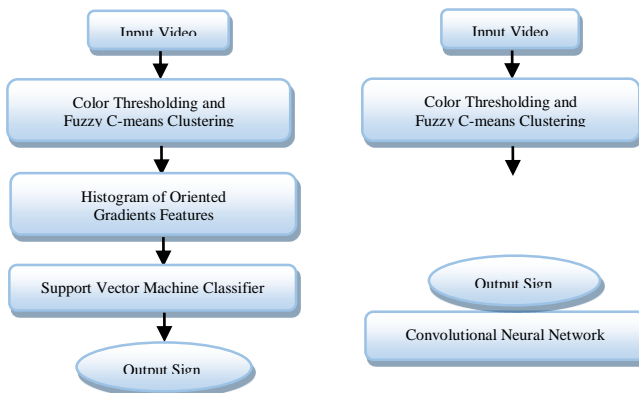 Input Video
Color Thresholding and
Fuzzy C-means Clustering
Histogram of Oriented
Gradients Features
Support Vector Machine Classifier
Output Sign
Input Video
Color Thresholding and
Fuzzy C-means Clustering
Output Sign
Convolutional Neural Network